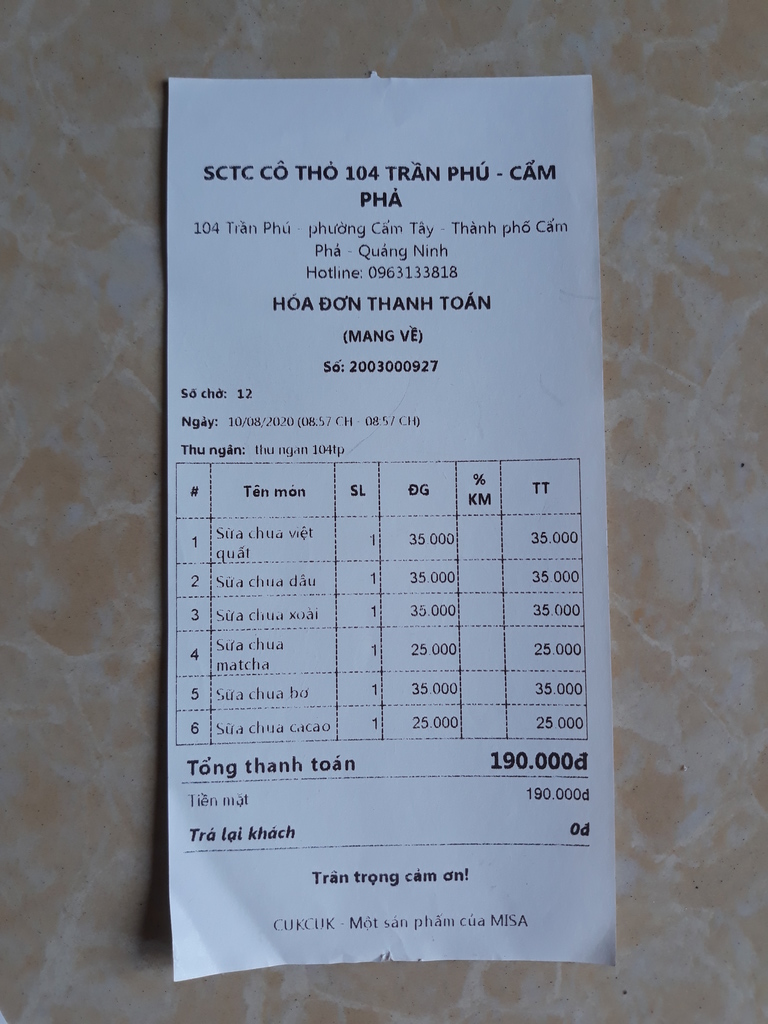 SCTC CÔ THỎ 104 TRẦN PHÚ - CẨM
PHẢ
104 Trần Phú - phường Cẩm Tây - Thành phố Cẩm
Phả - Quảng Ninh
Hotline: 0963133818
HÓA ĐƠN THANH TOÁN
(MANG VỀ)
Số: 2003000927
Số chờ: 12
Ngày: 10/08/2020 (08:57 CH - 08:57 CH)
Thu ngân: thu ngan 104tp
# Tên món SL ĐG % KM TT
1 Sữa chua việt quất 1 35.000 35.000
2 Sữa chua dâu 1 35.000 35.000
3 Sữa chua xoài 1 35.000 35.000
4 Sữa chua matcha 1 25.000 25.000
5 Sữa chua bơ 1 35.000 35.000
6 Sữa chua cacao 1 25.000 25.000
Tổng thanh toán 190.000đ
Tiền mặt 190.000đ
Trả lại khách 0đ
Trân trọng cảm ơn!
CUKCUK - Một sản phẩm của MISA